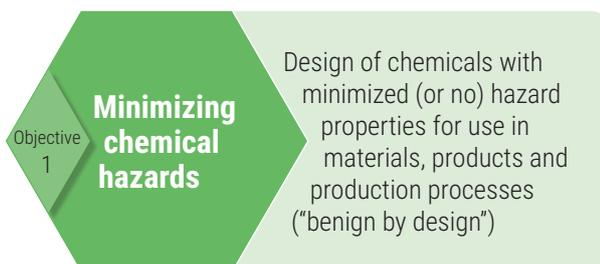 Objective
1
Minimizing
chemical
hazards
Design of chemicals with
minimized (or no) hazard
properties for use in
materials, products and
production processes
(“benign by design”)